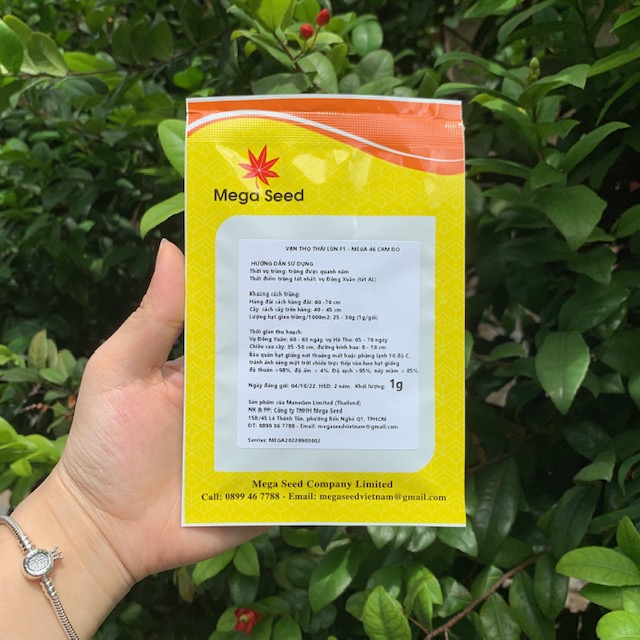 Mega Seed
VẠN THỌ THÁI LÙN F1 - MEGA 46 CAM ĐỎ
HƯỚNG DẪN SỬ DỤNG
Thời vụ trồng: trồng được quanh năm
Thời điểm trồng tốt nhất: vụ Đông Xuân (tết AL)
Khoảng cách trồng:
Hàng đôi cách hàng đôi: 60 -70 cm
Cây cách cây trên hàng: 40 - 45 cm
Lượng hạt gieo trồng/1000m2: 25 - 30g (1g/gói)
Thời gian thu hoạch:
Vụ Đông Xuân: 60 - 63 ngày, vụ Hè Thu: 65 - 70 ngày
Chiều cao cây: 35 -50 cm, đường kính hoa: 8 - 10 cm
Bảo quản hạt giống nơi thoáng mát hoặc phòng lạnh 10 độ C,
tránh ánh sáng mặt trời chiếu trực tiếp vào bao hạt giống
độ thuần >98%, độ ẩm < 4%. Độ sạch >95%, nảy mầm > 85%
Ngày đóng gói: 04/10/22. HSD: 2 năm. Khối lượng: 1g
Sản phẩm của ManoGen Limited (Thailand)
NK & PP: Công ty TNHH Mega Seed
15B/45 Lê Thánh Tôn, phường Bến Nghé Q1, TPHCM
ĐT: 0899 36 7788 - Email: megaseedvietnam@gmail.com
Serries: MEGA20220903002
Mega Seed Company Limited
Call: 0899 46 7788 - Email: megaseedvietnam@gmail.com